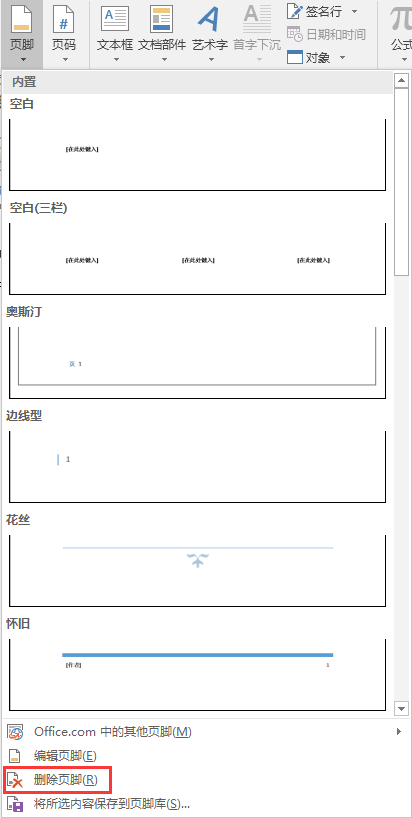 页脚 页码 文本框 文档部件 艺术字 首字下沉 签名行
日期和时间
对象 公式
内置
空白
[在此处键入]
空白(三栏)
[在此处键入] [在此处键入] [在此处键入]
奥斯汀
页 1
边线型
1
花丝
怀旧
[作者] 1
Office.com 中的其他页脚(M)
编辑页脚(E)
删除页脚(R)
将所选内容保存到页脚库(S)...